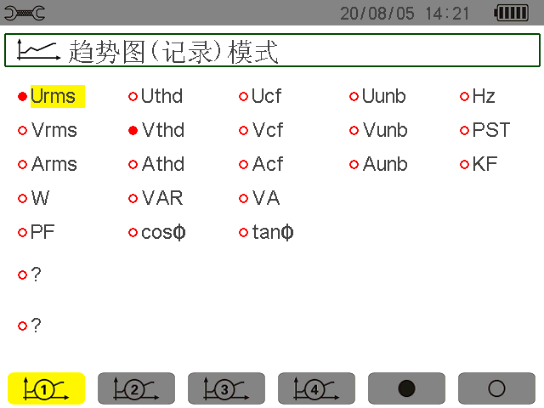 20/08/05 14:21
趋势图(记录)模式
Urms Uthd Ucf Uunb Hz
Vrms Vthd Vcf Vunb PST
Arms Athd Acf Aunb KF
W VAR VA
PF cosΦ tanΦ
?
?
1 2 3 4